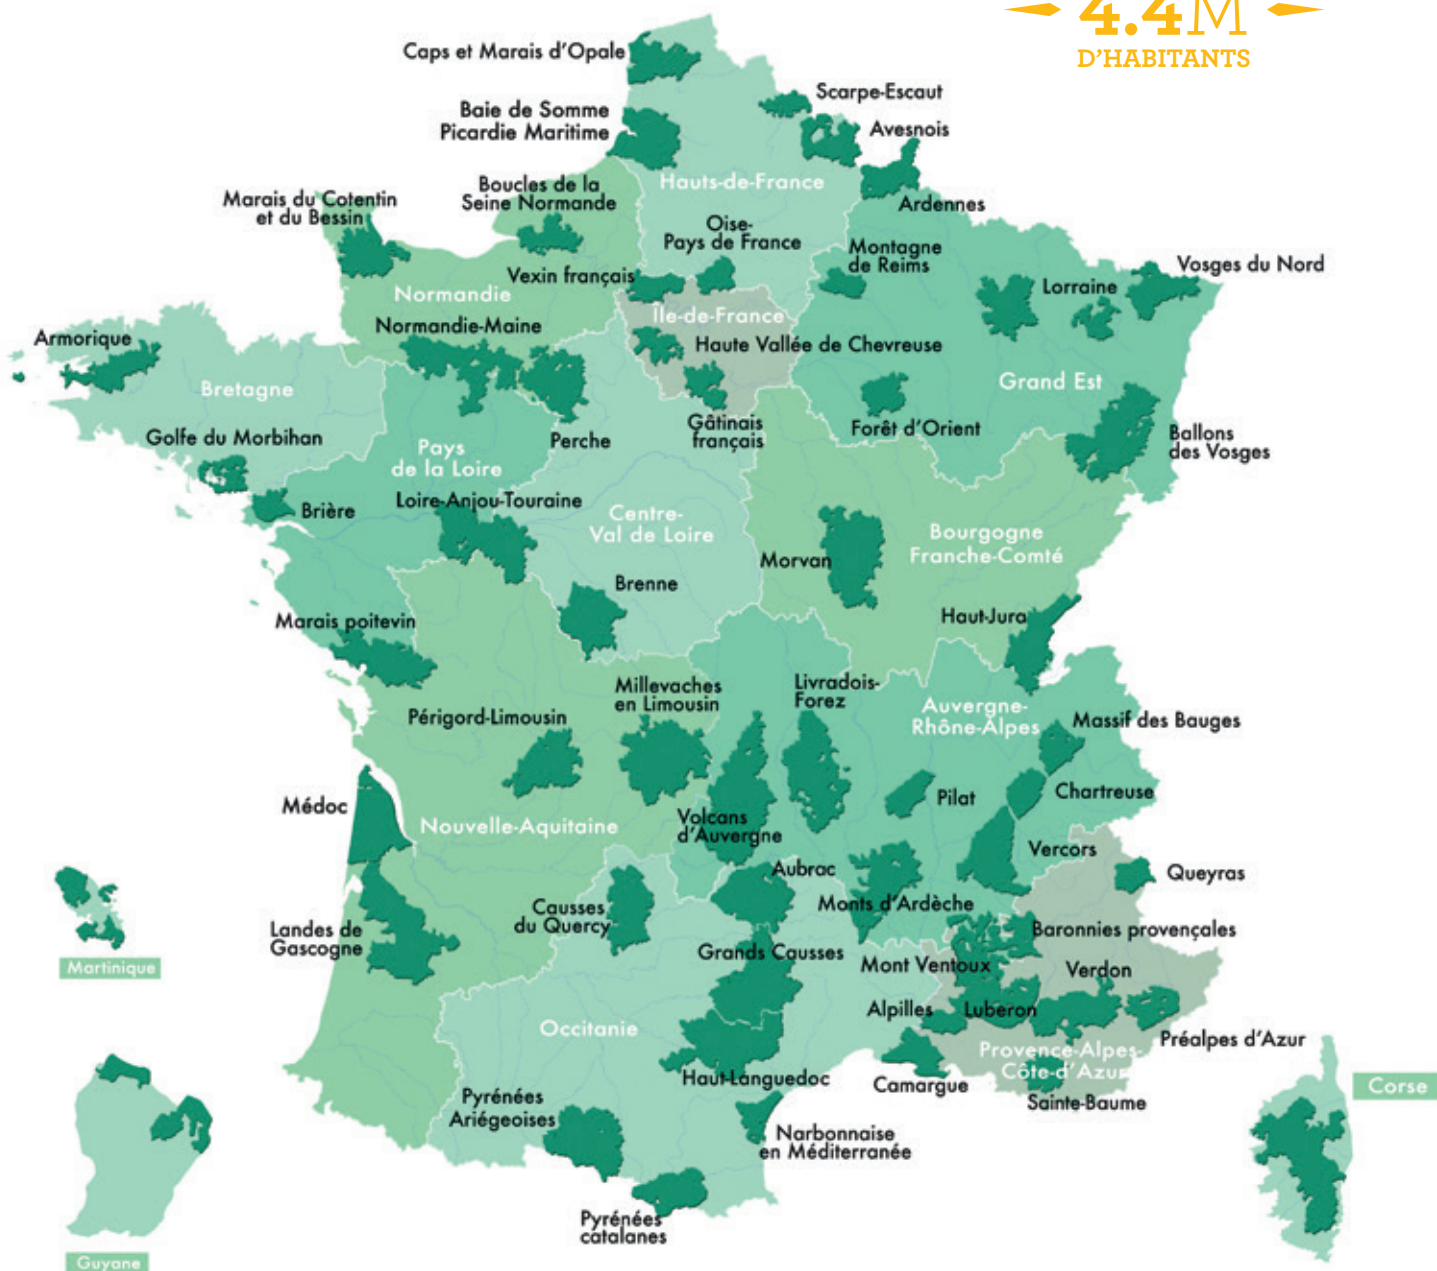 4.4M
D'HABITANTS
Caps et Marais d'Opale
Scarpe-Escaut
Baie de Somme
Picardie Maritime
Avesnois
Hauts-de-France
Boucles de la
Seine Normande
Marais du Cotentin
et du Bessin
Ardennes
Oise-
Pays de France
Montagne
de Reims
Vexin français
Vosges du Nord
Lorraine
Normandie
Île-de-France
Normandie-Maine
Armorique
Haute Vallée de Chevreuse
Bretagne
Grand Est
Gâtinais
français
Forêt d'Orient
Golfe du Morbihan
Perche
Ballons
des Vosges
Pays
de la Loire
Loire-Anjou-Touraine
Brière
Centre-
Val de Loire
Bourgogne
Franche-Comté
Morvan
Brenne
Haut-Jura
Marais poitevin
Millevaches
en Limousin
Livradois-
Forez
Périgord-Limousin
Auvergne-
Rhône-Alpes
Massif des Bauges
Médoc
Pilat
Chartreuse
Volcans
d'Auvergne
Nouvelle-Aquitaine
Vercors
Aubrac
Queyras
Causses
du Quercy
Monts d'Ardèche
Landes de
Gascogne
Baronnies provençales
Grands Causses
Mont Ventoux
Verdon
Martinique
Alpilles
Luberon
Occitanie
Préalpes d'Azur
Provence-Alpes-
Côte-d'Azur
Haut-Languedoc
Camargue
Sainte-Baume
Corse
Pyrénées
Ariégeoises
Narbonnaise
en Méditerranée
Pyrénées
catalanes
Guyane